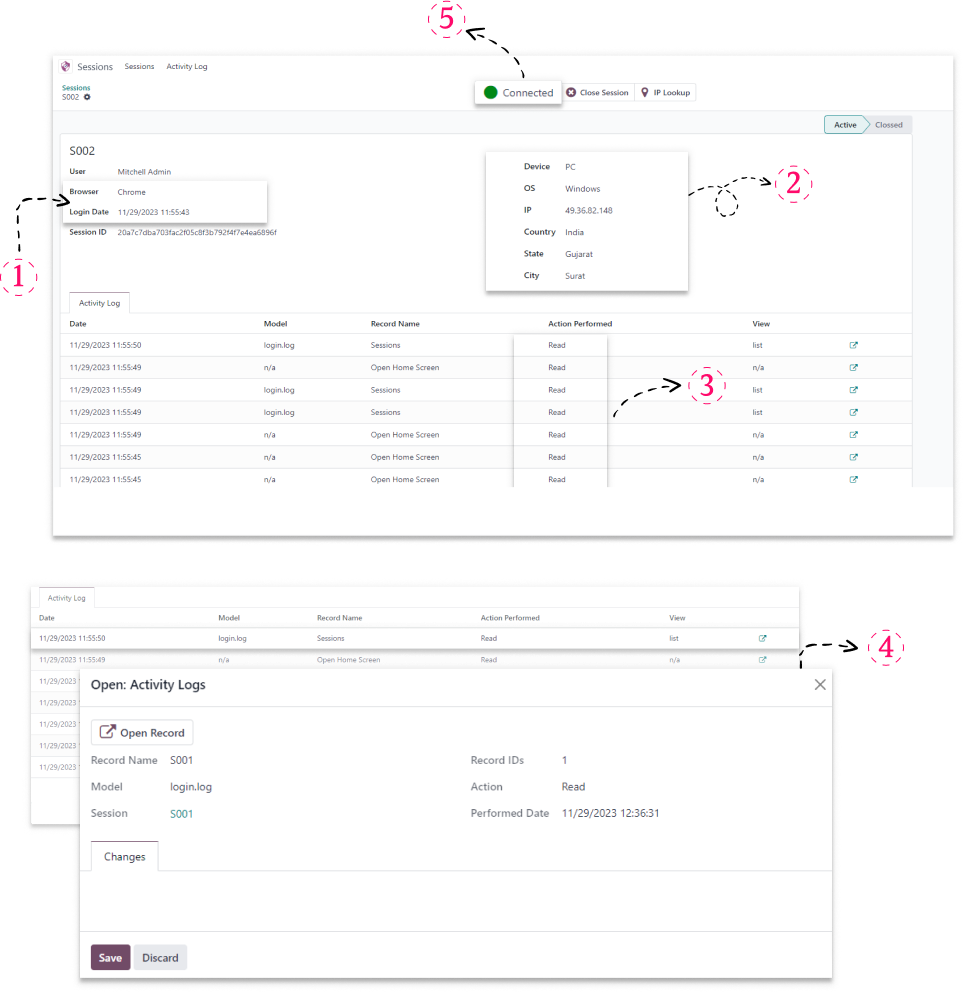 5
Sessions Sessions Activity Log
Sessions
S002
Connected Close Session IP Lookup
Active Clossed
S002
User Mitchell Admin
Browser Chrome
Login Date 11/29/2023 11:55:43
Session ID 20a7c7dba703fac2f05c8f3b792f4f7e4ea6896f
Device PC
OS Windows
IP 49.36.82.148
Country India
State Gujarat
City Surat
2
1
Activity Log
Date Model Record Name Action Performed View
11/29/2023 11:55:50 login.log Sessions Read list
11/29/2023 11:55:49 n/a Open Home Screen Read n/a
11/29/2023 11:55:49 login.log Sessions Read list
11/29/2023 11:55:49 login.log Sessions Read list
11/29/2023 11:55:49 n/a Open Home Screen Read n/a
11/29/2023 11:55:45 n/a Open Home Screen Read n/a
11/29/2023 11:55:45 n/a Open Home Screen Read n/a
3
Activity Log
Date Model Record Name Action Performed View
11/29/2023 11:55:50 login.log Sessions Read list
11/29/2023 11:55:49 n/a Open Home Screen Read n/a
11/29/2023
11/29/2023
11/29/2023
11/29/2023
11/29/2023
4
Open: Activity Logs
Open Record
Record Name S001 Record IDs 1
Model login.log Action Read
Session S001 Performed Date 11/29/2023 12:36:31
Changes
Save Discard